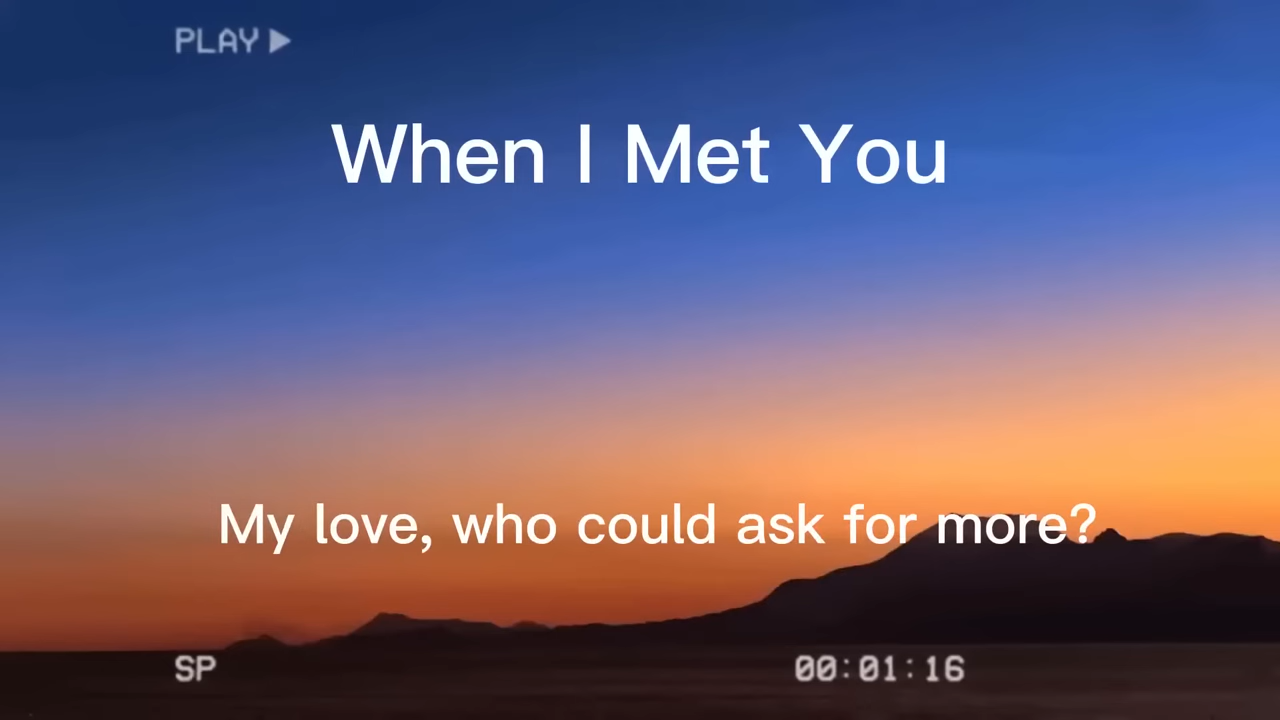 PLAY ▶
When I Met You
My love, who could ask for more?
SP
00:01:16